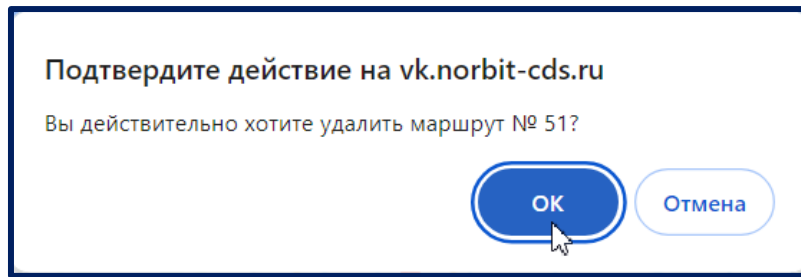 Подтвердите действие на vk.norbit-cds.ru
Вы действительно хотите удалить маршрут № 51?
ОК
Отмена